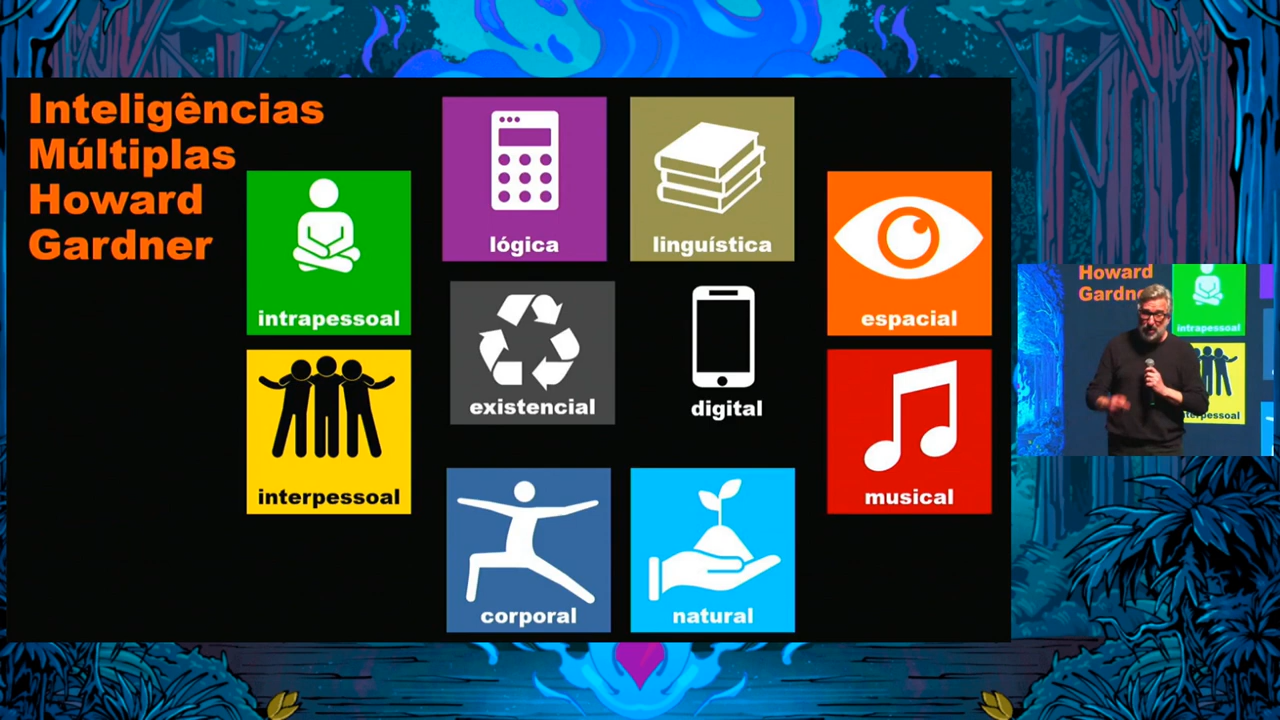 Inteligências
Múltiplas
Howard
Gardner
lógica
linguística
intrapessoal
espacial
existencial
digital
interpessoal
musical
corporal
natural
Howard
intrapessoal